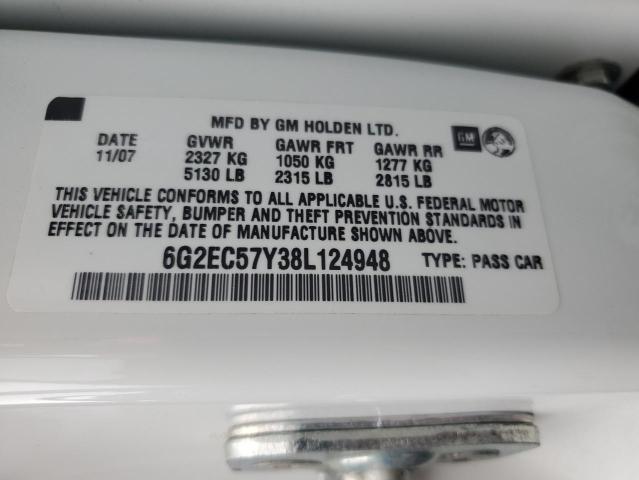 MFD BY GM HOLDEN LTD.
GM
DATE GVWR GAWR FRT GAWR RR
11/07 2327 KG 1050 KG 1277 KG
5130 LB 2315 LB 2815 LB
THIS VEHICLE CONFORMS TO ALL APPLICABLE U.S. FEDERAL MOTOR
VEHICLE SAFETY, BUMPER AND THEFT PREVENTION STANDARDS IN
EFFECT ON THE DATE OF MANUFACTURE SHOWN ABOVE.
6G2EC57Y38L124948 TYPE: PASS CAR